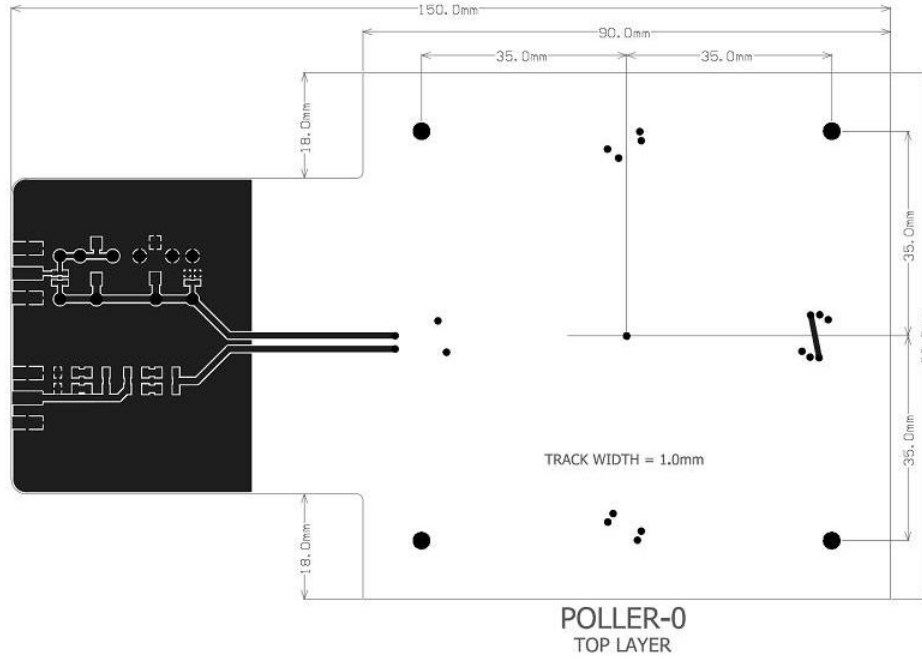 150.0mm
90.0mm
35.0mm 35.0mm
18.0mm
35.0mm
35.0mm
TRACK WIDTH = 1.0mm
18.0mm
POLLER-0
TOP LAYER